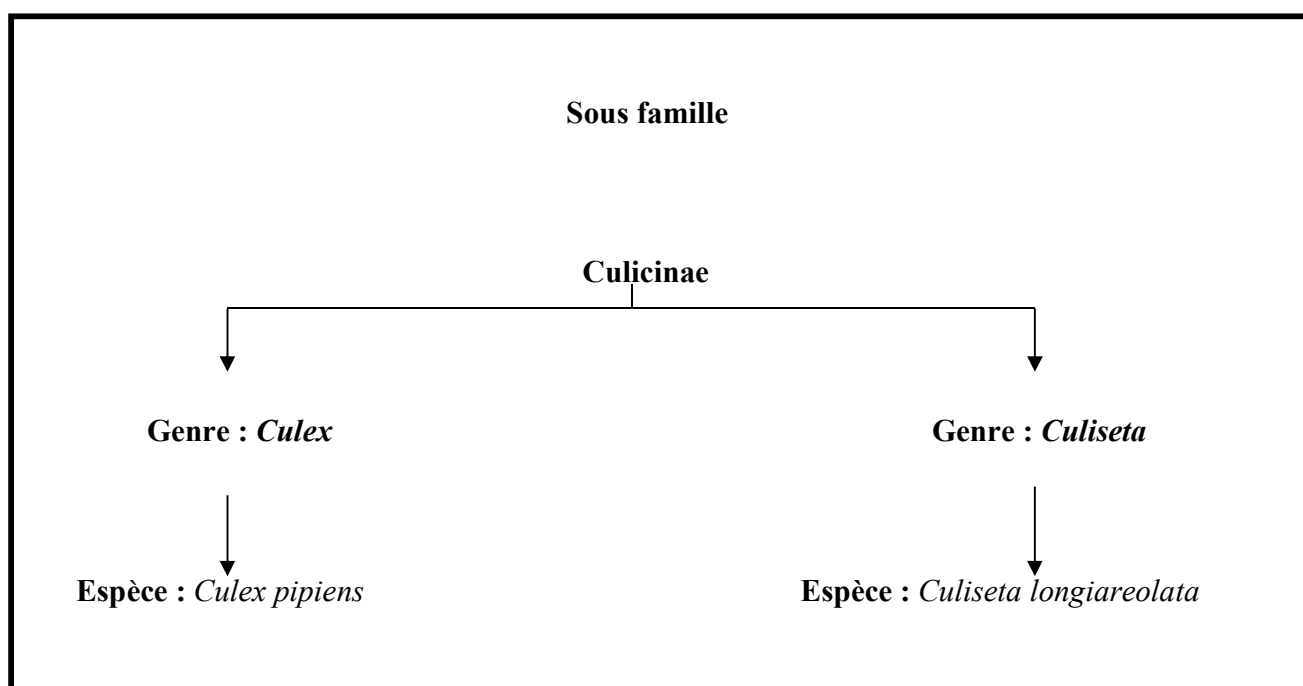 Sous famille
Culicinae
Genre : Culex
Genre : Culiseta
Espèce : Culex pipiens
Espèce : Culiseta longiareolata